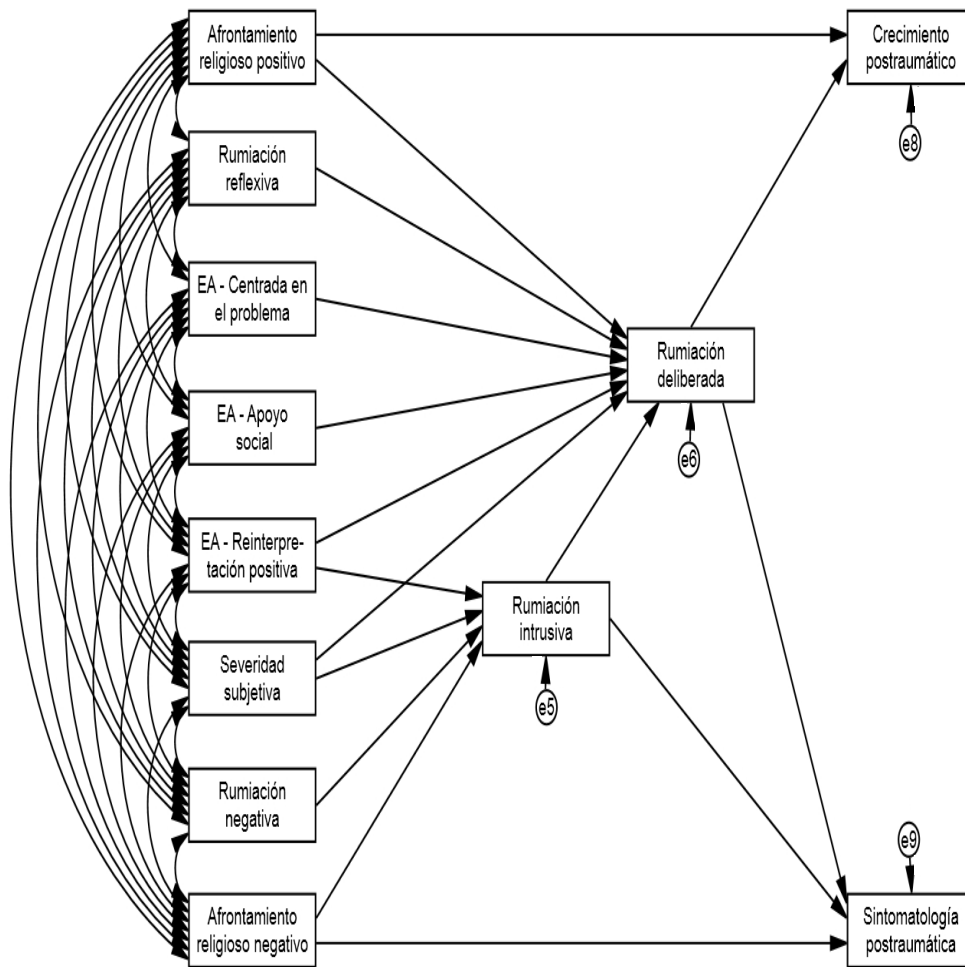 Afrontamiento
religioso positivo
Crecimiento
postraumático
e8
Rumiación
reflexiva
EA - Centrada en
el problema
Rumiación
deliberada
e6
EA - Apoyo
social
EA - Reinterpre-
tación positiva
Rumiación
intrusiva
e5
Severidad
subjetiva
Rumiación
negativa
e9
Afrontamiento
religioso negativo
Sintomatología
postraumática